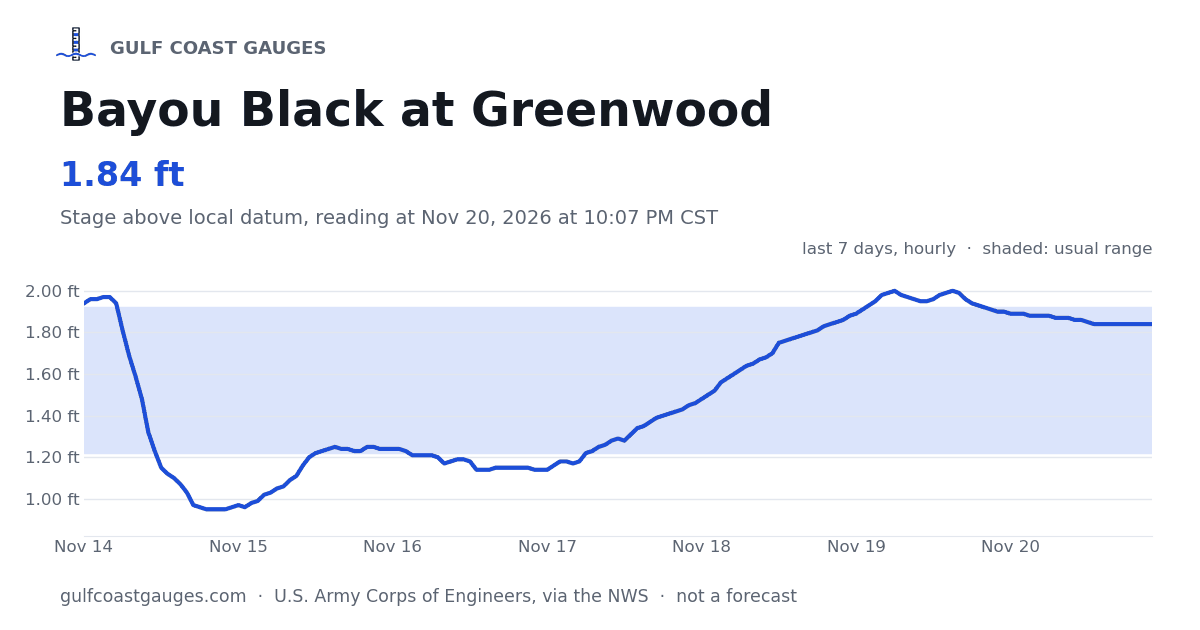 GULF COAST GAUGES
Bayou Black at Greenwood
1.84 ft
Stage above local datum, reading at Nov 20, 2026 at 10:07 PM CST
last 7 days, hourly · shaded: usual range
2.00 ft
1.80 ft
1.60 ft
1.40 ft
1.20 ft
1.00 ft
Nov 14 Nov 15 Nov 16 Nov 17 Nov 18 Nov 19 Nov 20
gulfcoastgauges.com · U.S. Army Corps of Engineers, via the NWS · not a forecast